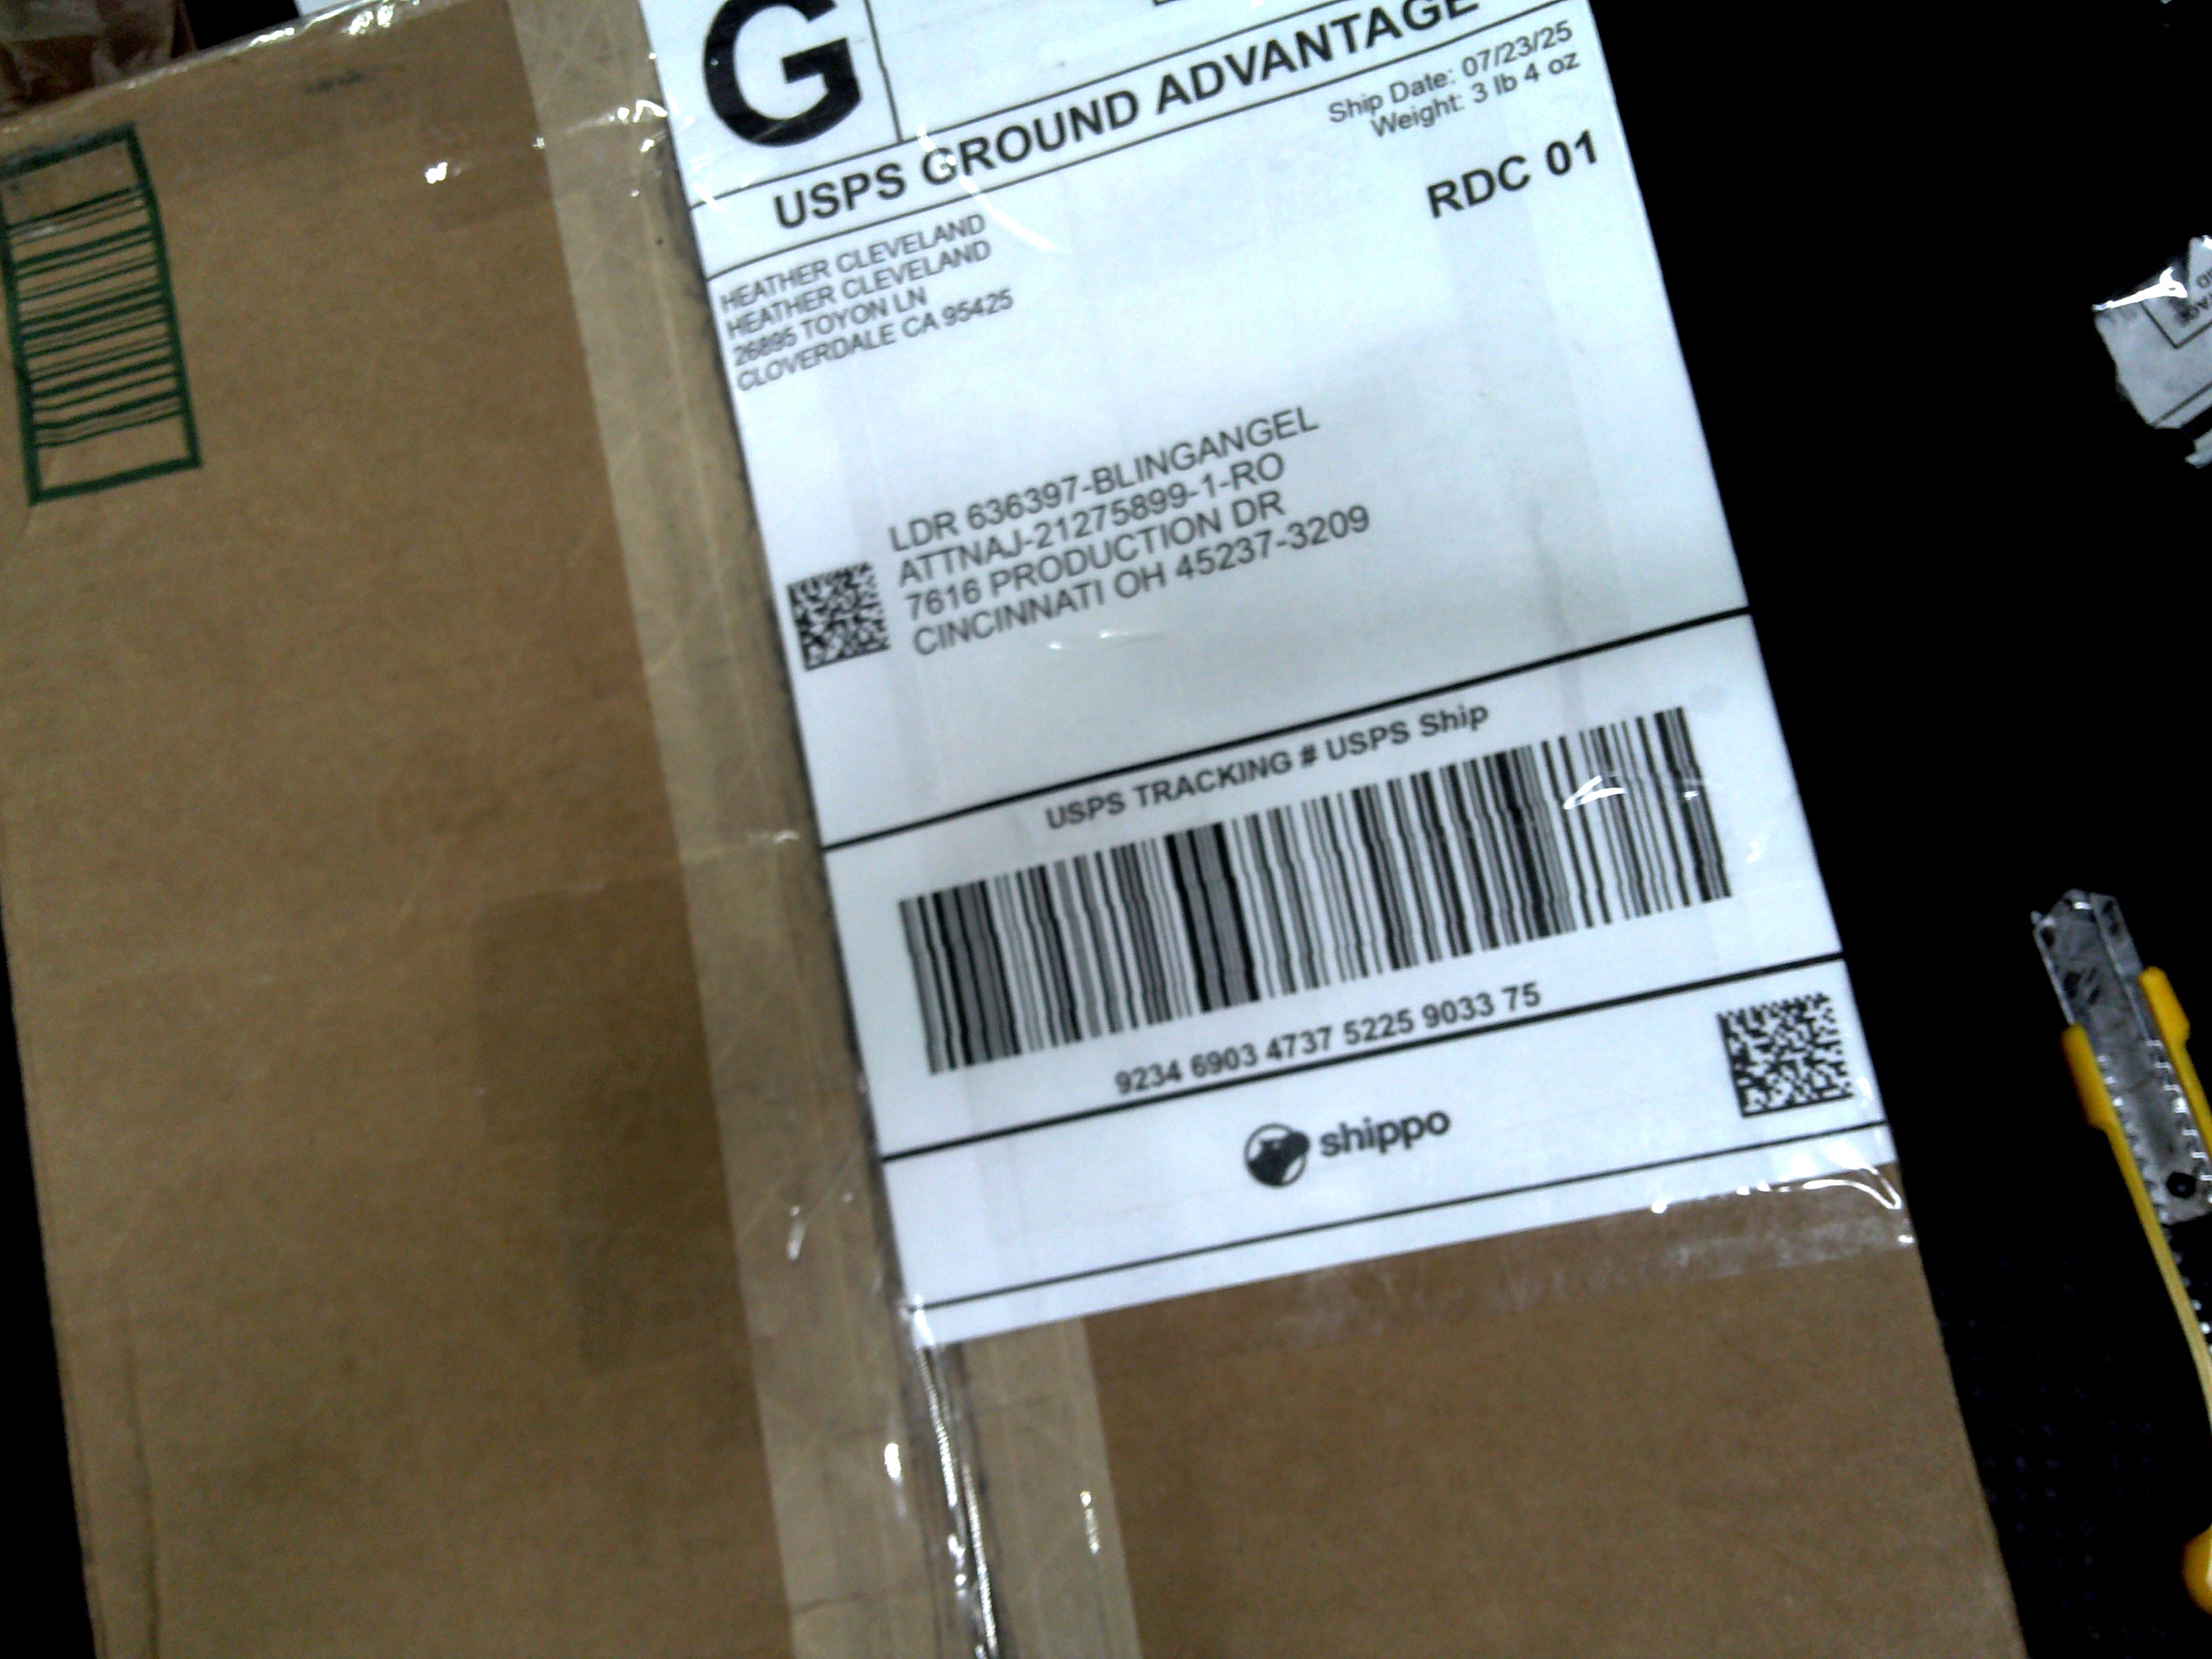 G
USPS GROUND ADVANTAGE
Ship Date: 07/23/25
Weight: 3 lb 4 oz
RDC 01
HEATHER CLEVELAND
HEATHER CLEVELAND
26895 TOYON LN
CLOVERDALE CA 95425
LDR 636397-BLINGANGEL
ATTNAJ-21275899-1-RO
7616 PRODUCTION DR
CINCINNATI OH 45237-3209
USPS TRACKING # USPS Ship
9234 6903 4737 5225 9033 75
shippo